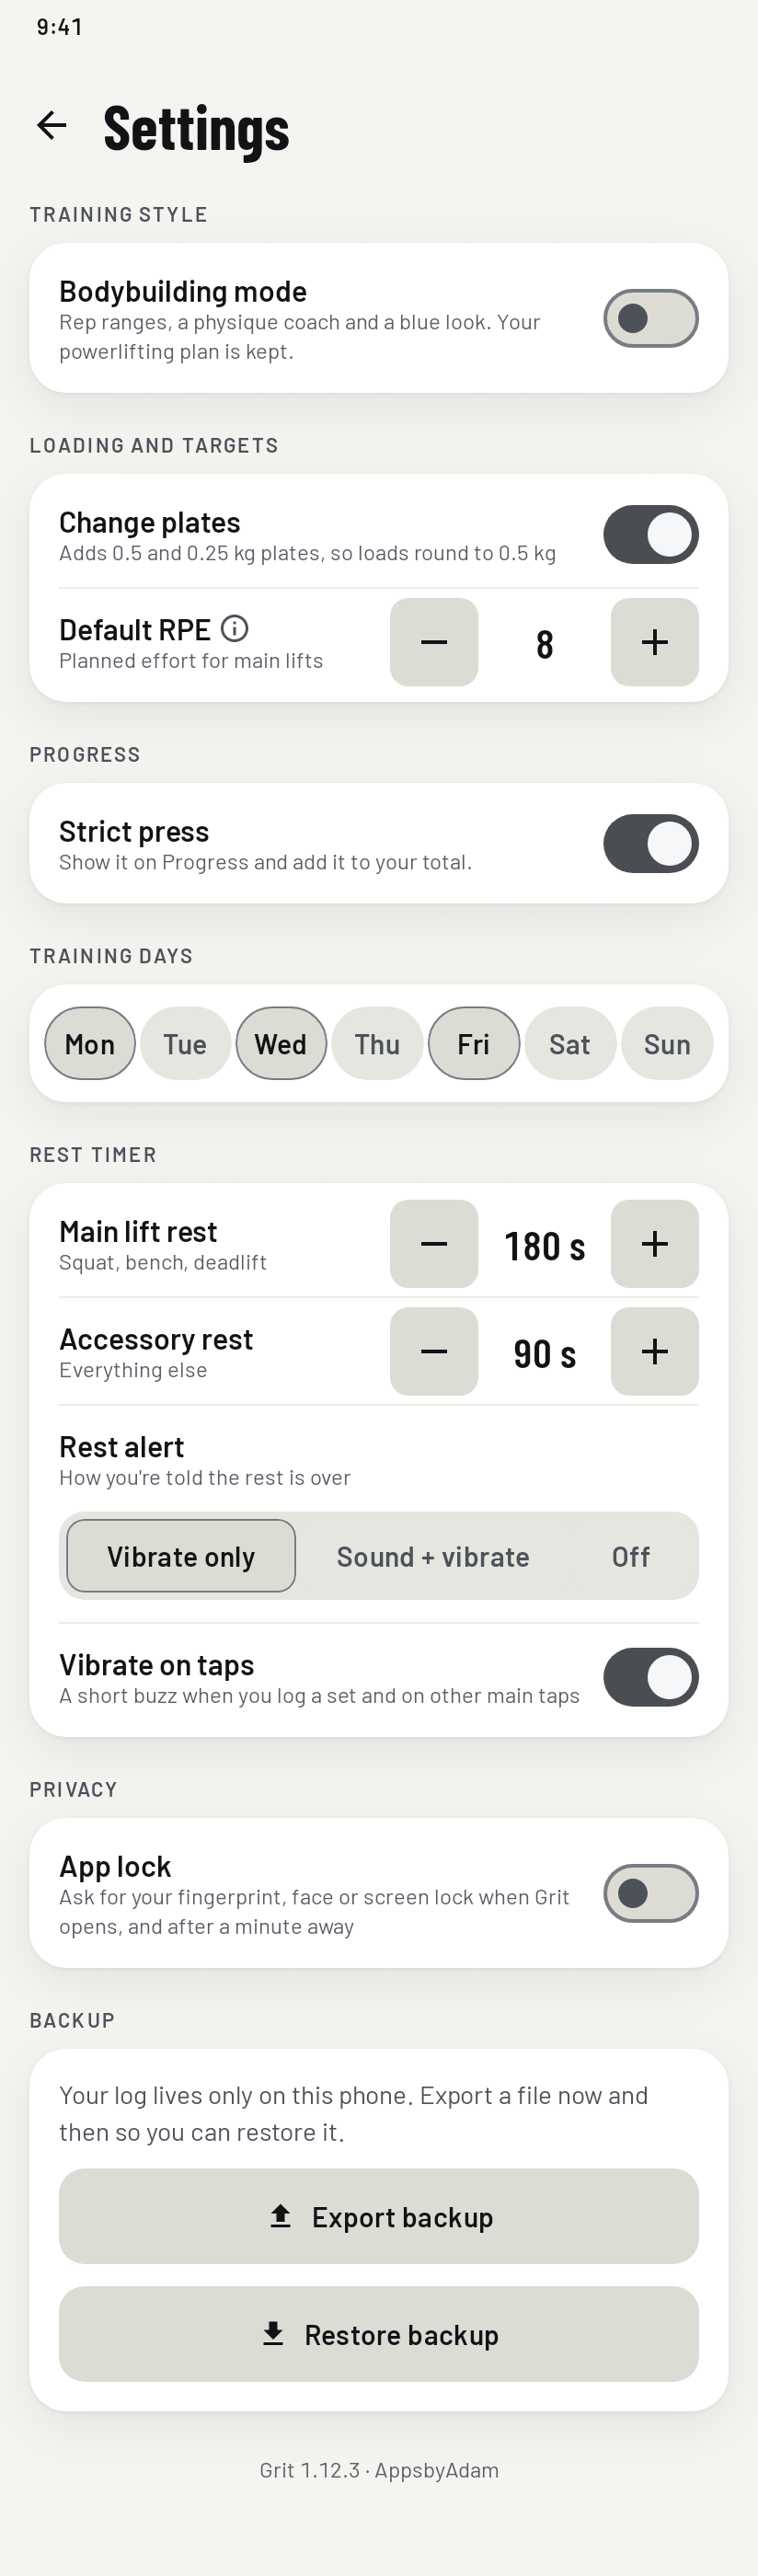 9:41
Settings
TRAINING STYLE
Bodybuilding mode
Rep ranges, a physique coach and a blue look. Your
powerlifting plan is kept.
LOADING AND TARGETS
Change plates
Adds 0.5 and 0.25 kg plates, so loads round to 0.5 kg
Default RPE
Planned effort for main lifts
8
PROGRESS
Strict press
Show it on Progress and add it to your total.
TRAINING DAYS
Mon Tue Wed Thu Fri Sat Sun
REST TIMER
Main lift rest
Squat, bench, deadlift
180 s
Accessory rest
Everything else
90 s
Rest alert
How you're told the rest is over
Vibrate only Sound + vibrate Off
Vibrate on taps
A short buzz when you log a set and on other main taps
PRIVACY
App lock
Ask for your fingerprint, face or screen lock when Grit
opens, and after a minute away
BACKUP
Your log lives only on this phone. Export a file now and
then so you can restore it.
Export backup
Restore backup
Grit 1.12.3 · AppsbyAdam